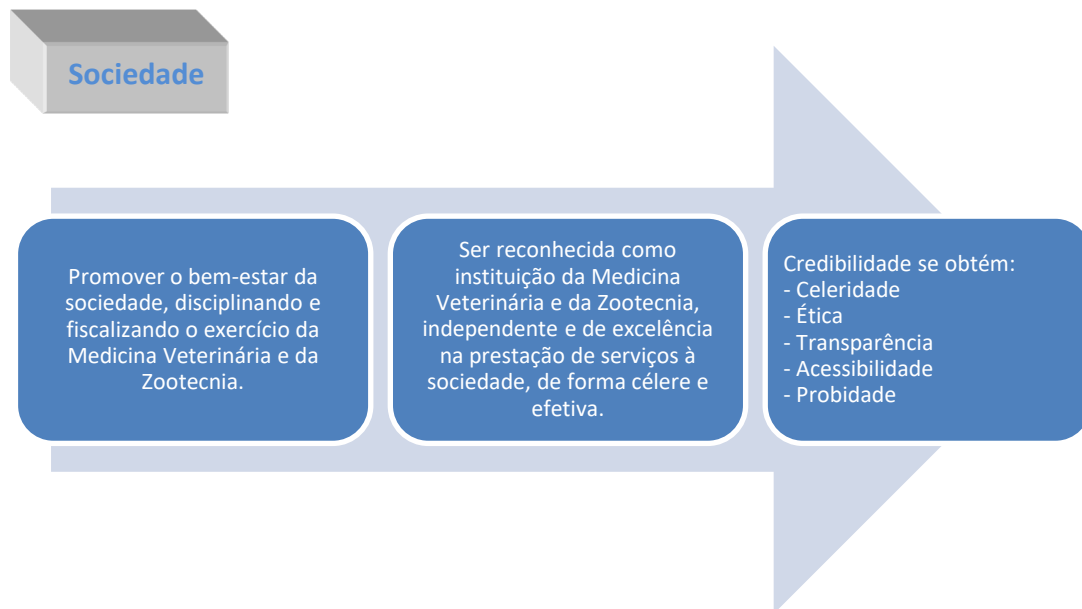 Sociedade
Promover o bem-estar da
sociedade, disciplinando e
fiscalizando o exercício da
Medicina Veterinária e da
Zootecnia.
Ser reconhecida como
instituição da Medicina
Veterinária e da Zootecnia,
independente e de excelência
na prestação de serviços à
sociedade, de forma célere e
efetiva.
Credibilidade se obtém:
- Celeridade
- Ética
- Transparência
- Acessibilidade
- Probidade